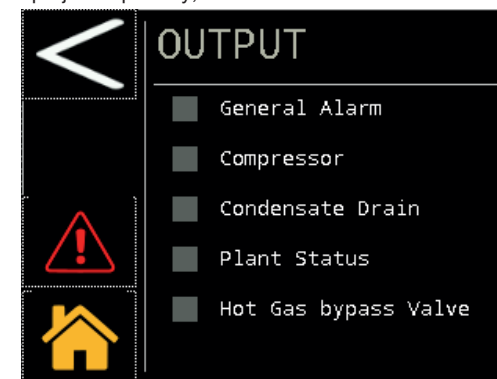 OUTPUT
General Alarm
Compressor
Condensate Drain
Plant Status
Hot Gas bypass Valve